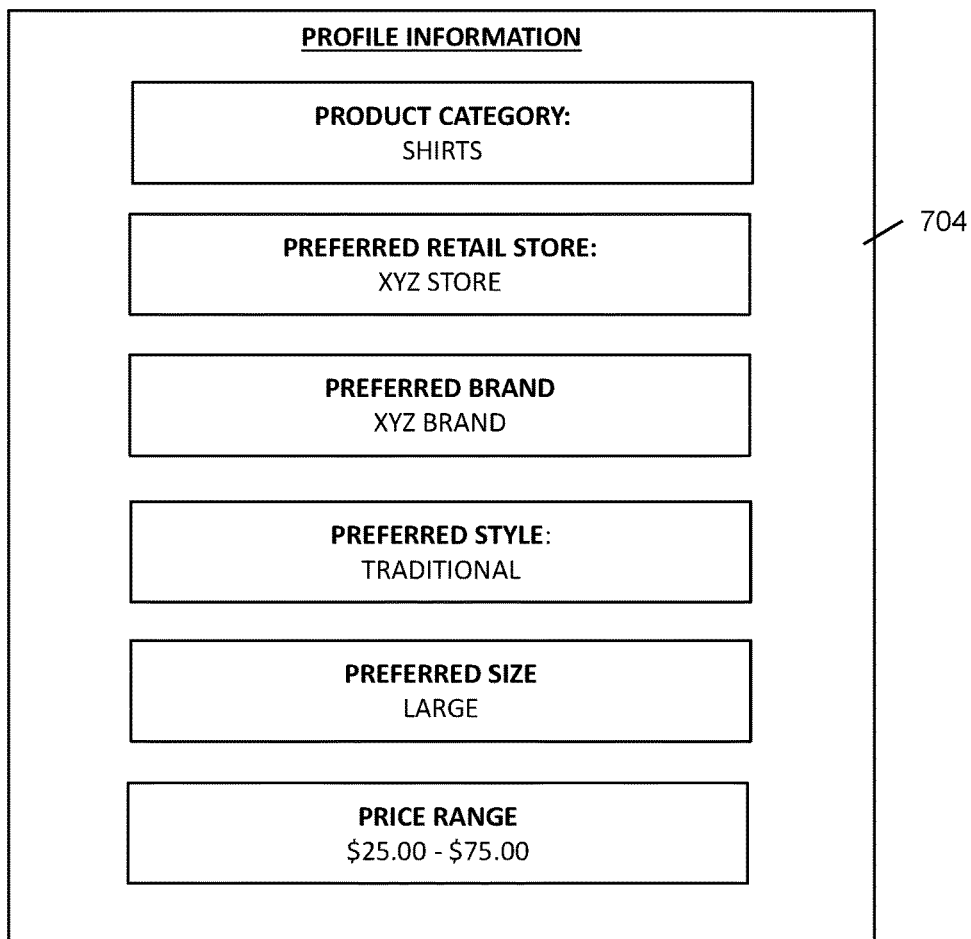 PROFILE INFORMATION
PRODUCT CATEGORY:
SHIRTS
PREFERRED RETAIL STORE:
XYZ STORE
704
PREFERRED BRAND
XYZ BRAND
PREFERRED STYLE:
TRADITIONAL
PREFERRED SIZE
LARGE
PRICE RANGE
$25.00 - $75.00